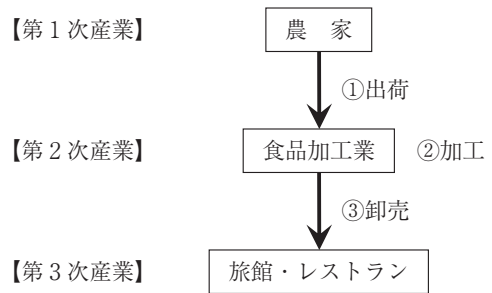 【第1次産業】 農　家
①出荷
【第2次産業】 食品加工業 ②加工
③卸売
【第3次産業】 旅館・レストラン